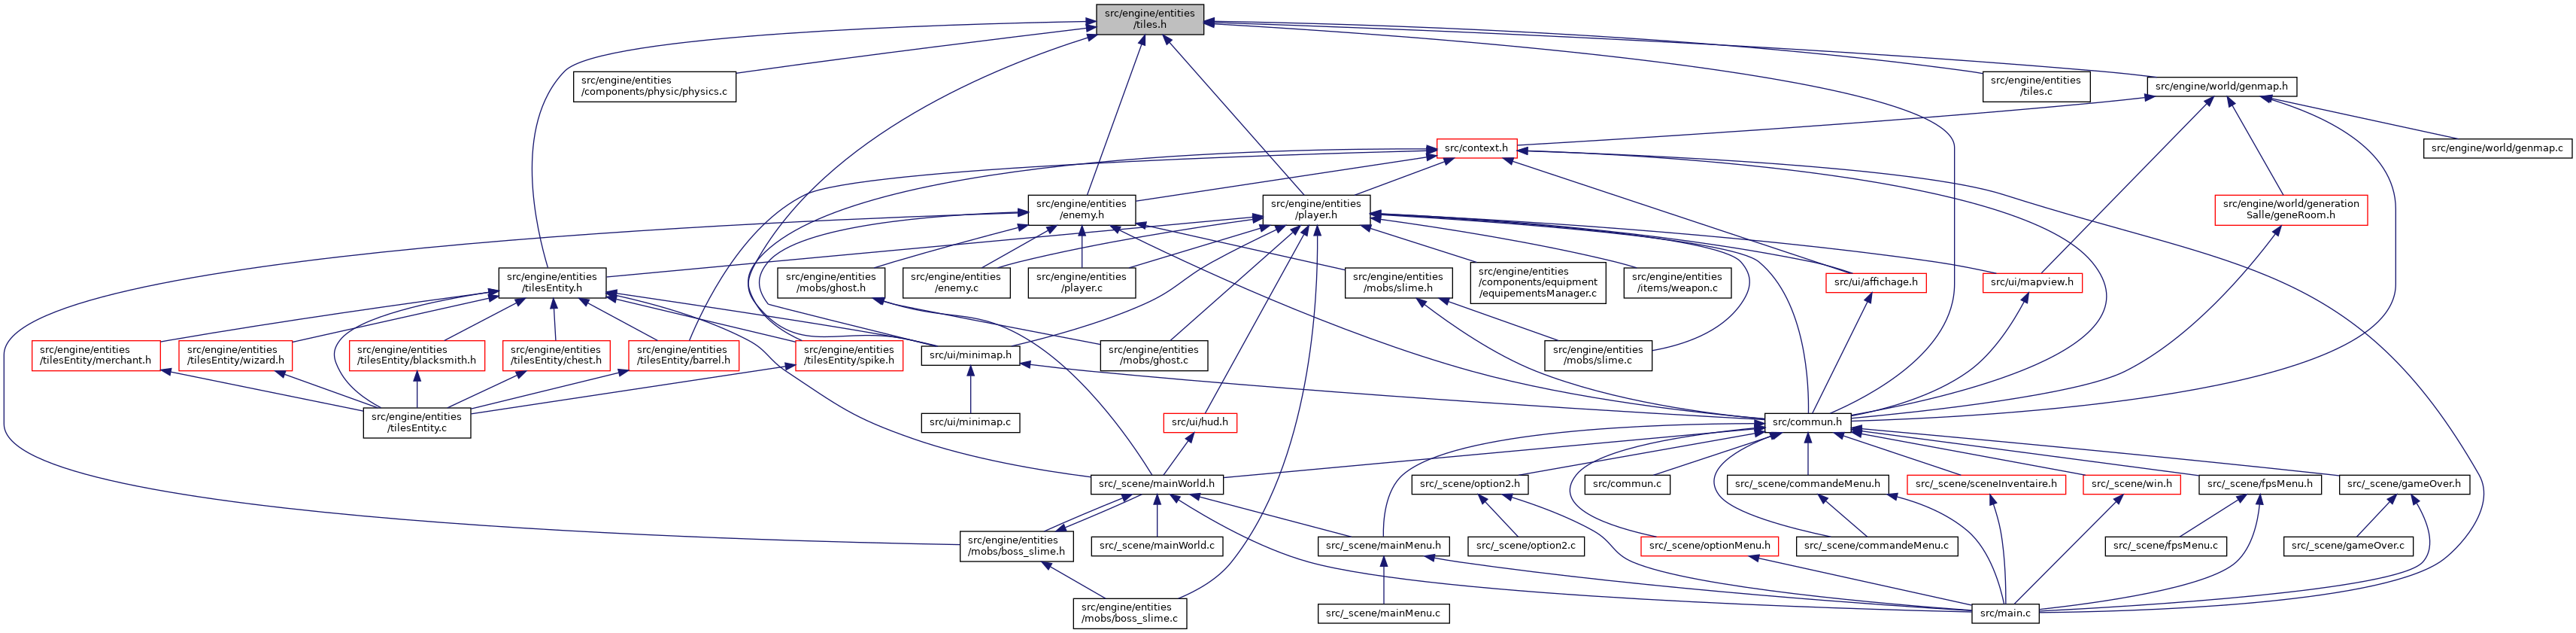 src/engine/entities
/tiles.h
src/engine/entities
/components/physic/physics.c
src/engine/entities
/tiles.c
src/engine/world/genmap.h
src/context.h
src/engine/world/genmap.c
src/engine/entities
/enemy.h
src/engine/entities
/player.h
src/engine/world/generation
Salle/geneRoom.h
src/engine/entities
/tilesEntity.h
src/engine/entities
/mobs/ghost.h
src/engine/entities
/enemy.c
src/engine/entities
/player.c
src/engine/entities
/mobs/slime.h
src/engine/entities
/components/equipment
/equipementsManager.c
src/engine/entities
/items/weapon.c
src/ui/affichage.h
src/ui/mapview.h
src/engine/entities
/tilesEntity/merchant.h
src/engine/entities
/tilesEntity/wizard.h
src/engine/entities
/tilesEntity/blacksmith.h
src/engine/entities
/tilesEntity/chest.h
src/engine/entities
/tilesEntity/barrel.h
src/engine/entities
/tilesEntity/spike.h
src/ui/minimap.h
src/engine/entities
/mobs/ghost.c
src/engine/entities
/mobs/slime.c
src/engine/entities
/tilesEntity.c
src/ui/minimap.c
src/ui/hud.h
src/commun.h
src/_scene/mainWorld.h
src/_scene/option2.h
src/commun.c
src/_scene/commandeMenu.h
src/_scene/sceneInventaire.h
src/_scene/win.h
src/_scene/fpsMenu.h
src/_scene/gameOver.h
src/engine/entities
/mobs/boss_slime.h
src/_scene/mainWorld.c
src/_scene/mainMenu.h
src/_scene/option2.c
src/_scene/optionMenu.h
src/_scene/commandeMenu.c
src/_scene/fpsMenu.c
src/_scene/gameOver.c
src/engine/entities
/mobs/boss_slime.c
src/_scene/mainMenu.c
src/main.c